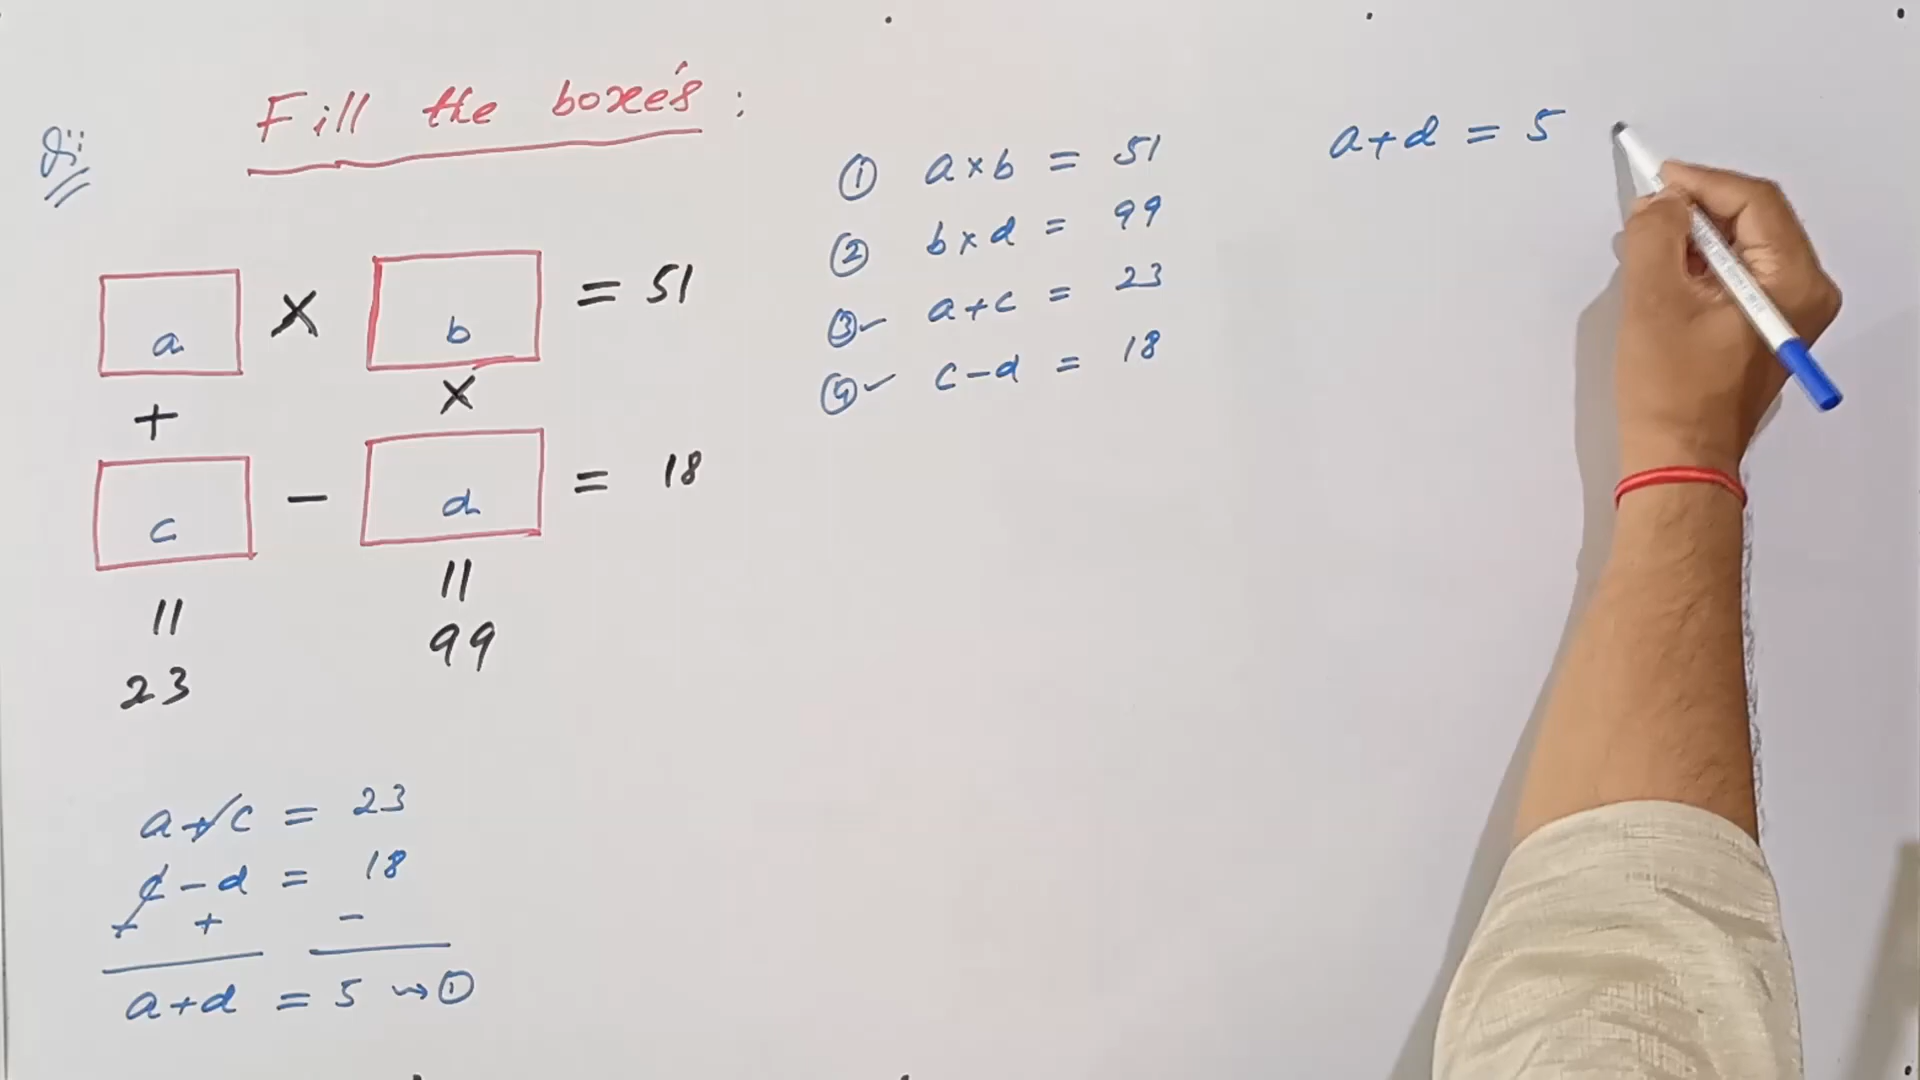 Q:
Fill the boxe's :
a × b = 51
+ ×
c - d = 18
11 11
23 99
a+c = 23
c-d = 18
- + -
a+d = 5 → ①
① a×b = 51
② b×d = 99
③✓ a+c = 23
④✓ c-d = 18
a+d = 5